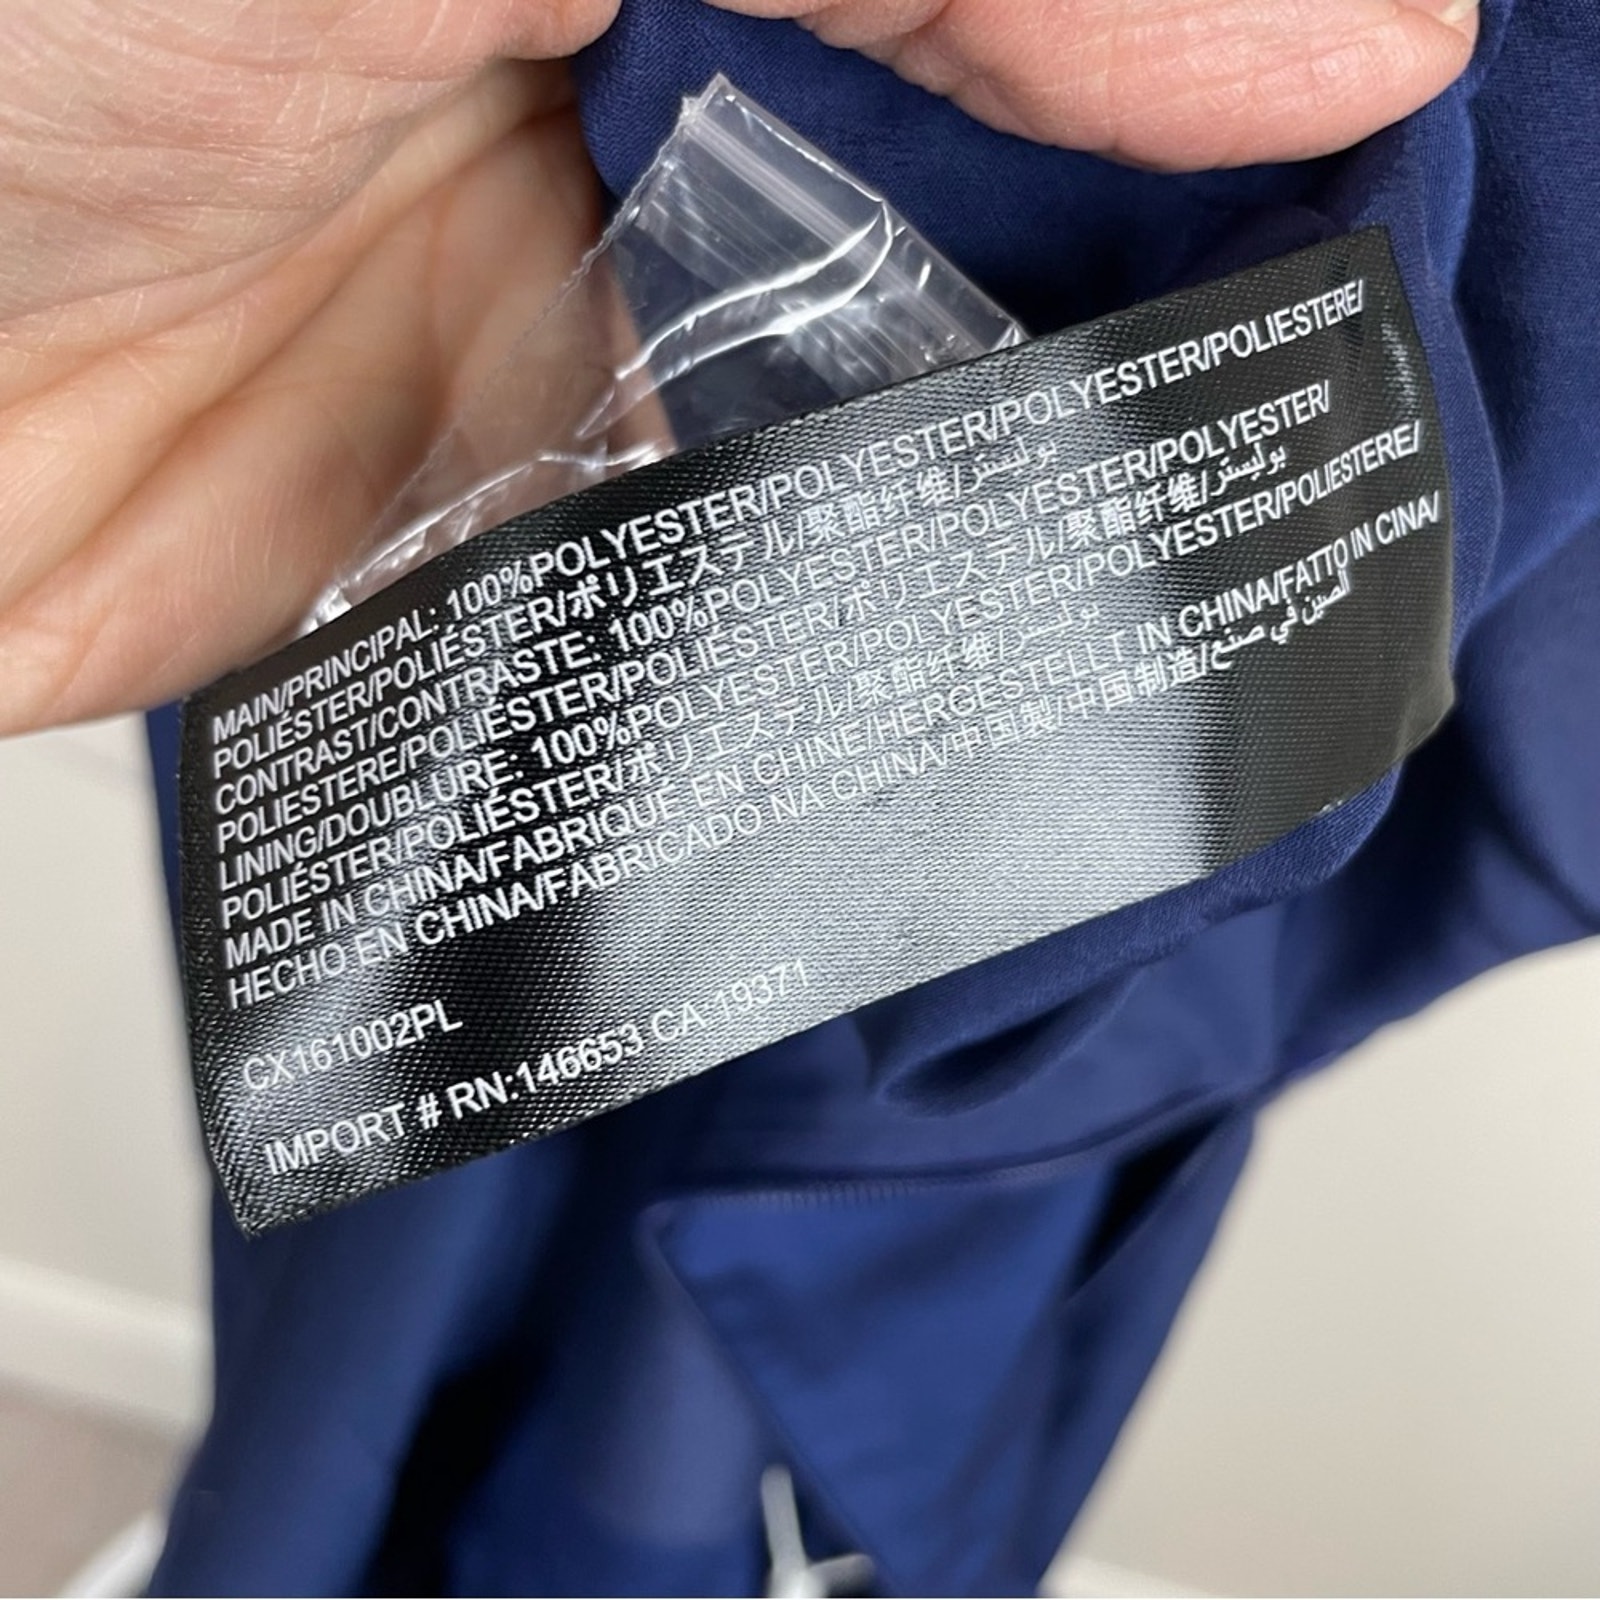 MAIN/PRINCIPAL: 100%POLYESTER/POLYESTER/POLYESTER/POLIESTERE/
POLIÉSTER/POLIÉSTER/ポリエステル/聚酯纤维/بوليستر
CONTRAST/CONTRASTE: 100%POLYESTER/POLYESTER/POLYESTER/
POLIESTERE/POLIÉSTER/POLIÉSTER/ポリエステル/聚酯纤维/بوليستر
LINING/DOUBLURE: 100%POLYESTER/POLYESTER/POLYESTER/POLIESTERE/
POLIÉSTER/POLIÉSTER/ポリエステル/聚酯纤维/بوليستر
MADE IN CHINA/FABRIQUÉ EN CHINE/HERGESTELLT IN CHINA/FATTO IN CINA/
HECHO EN CHINA/FABRICADO NA CHINA/中国製/中国制造/الصين في صنع
CX161002PL
IMPORT # RN:146653 CA 19371